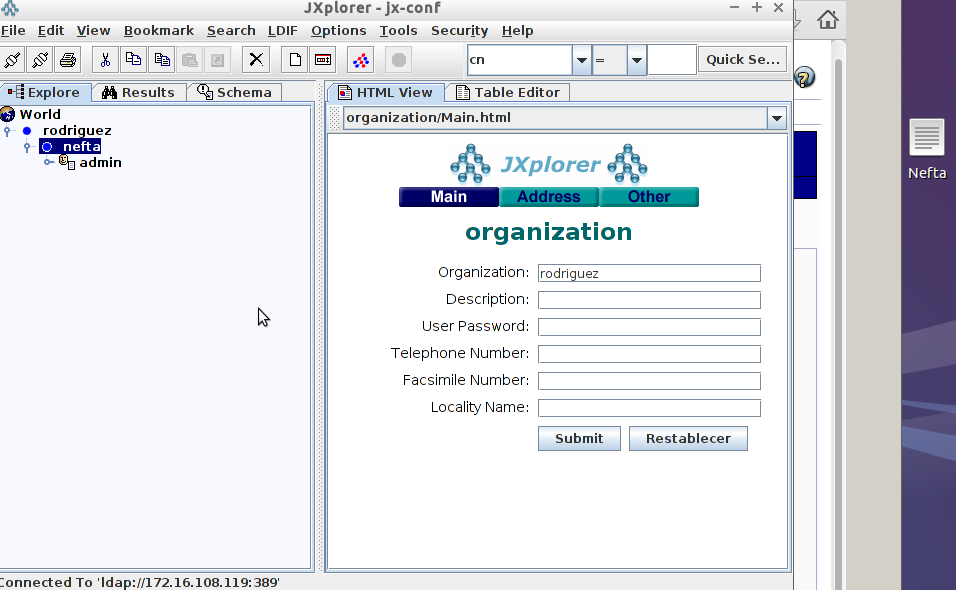 JXplorer - jx-conf
File Edit View Bookmark Search LDIF Options Tools Security Help
cn = Quick Se...
Explore Results Schema HTML View Table Editor
World
rodriguez
nefta
admin
organization/Main.html
JXplorer
Main Address Other
organization
Organization: rodriguez
Description:
User Password:
Telephone Number:
Facsimile Number:
Locality Name:
Submit Restablecer
Connected To 'ldap://172.16.108.119:389'
Nefta